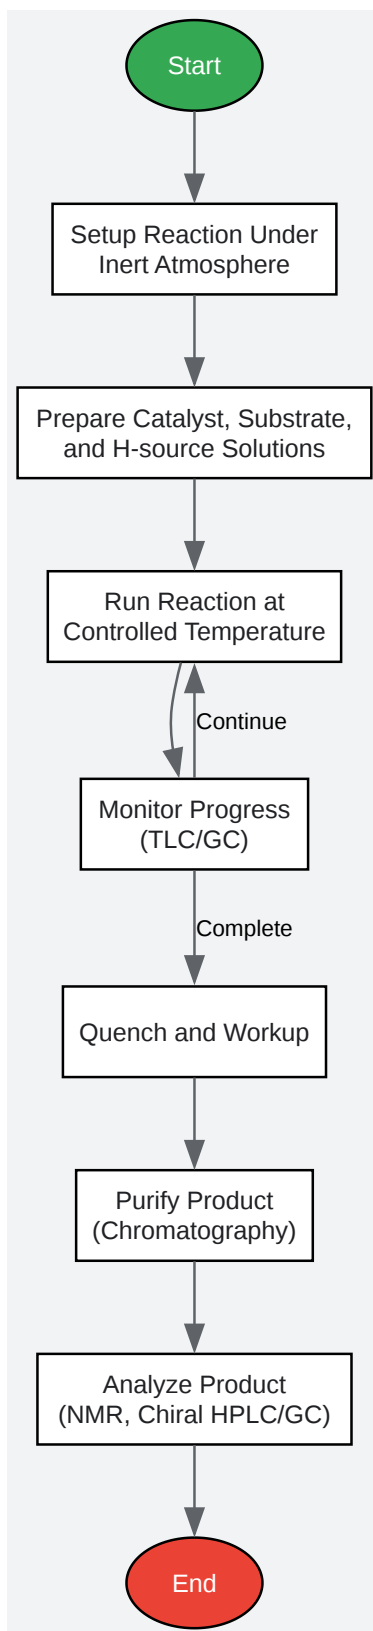 Start
Setup Reaction Under
Inert Atmosphere
Prepare Catalyst, Substrate,
and H-source Solutions
Run Reaction at
Controlled Temperature
Continue
Monitor Progress
(TLC/GC)
Complete
Quench and Workup
Purify Product
(Chromatography)
Analyze Product
(NMR, Chiral HPLC/GC)
End